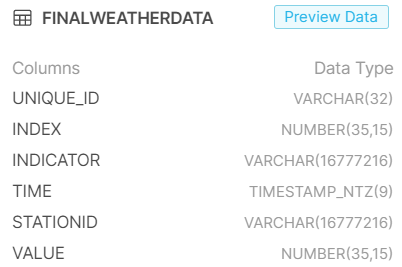 FINALWEATHERDATA Preview Data
Columns Data Type
UNIQUE_ID VARCHAR(32)
INDEX NUMBER(35,15)
INDICATOR VARCHAR(16777216)
TIME TIMESTAMP_NTZ(9)
STATIONID VARCHAR(16777216)
VALUE NUMBER(35,15)